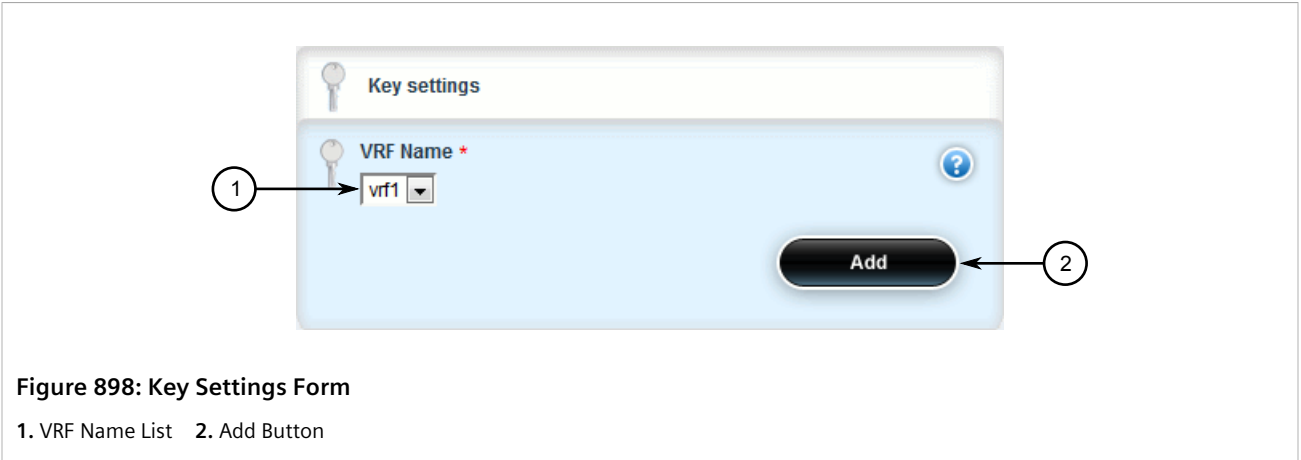 Key settings
VRF Name *
?
1
vrf1
Add
2
Figure 898: Key Settings Form
1. VRF Name List 2. Add Button